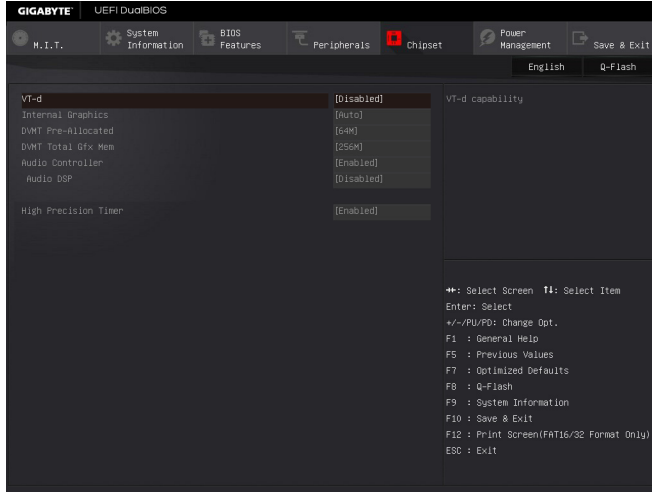 GIGABYTE™ UEFI DualBIOS
M.I.T. System Information BIOS Features Peripherals Chipset Power Management Save & Exit
English Q-Flash
VT-d [Disabled] VT-d capability
Internal Graphics [Auto]
DVMT Pre-Allocated [64M]
DVMT Total Gfx Mem [256M]
Audio Controller [Enabled]
Audio DSP [Disabled]
High Precision Timer [Enabled]
→←: Select Screen ↑↓: Select Item
Enter: Select
+/-/PU/PD: Change Opt.
F1 : General Help
F5 : Previous Values
F7 : Optimized Defaults
F8 : Q-Flash
F9 : System Information
F10 : Save & Exit
F12 : Print Screen(FAT16/32 Format Only)
ESC : Exit